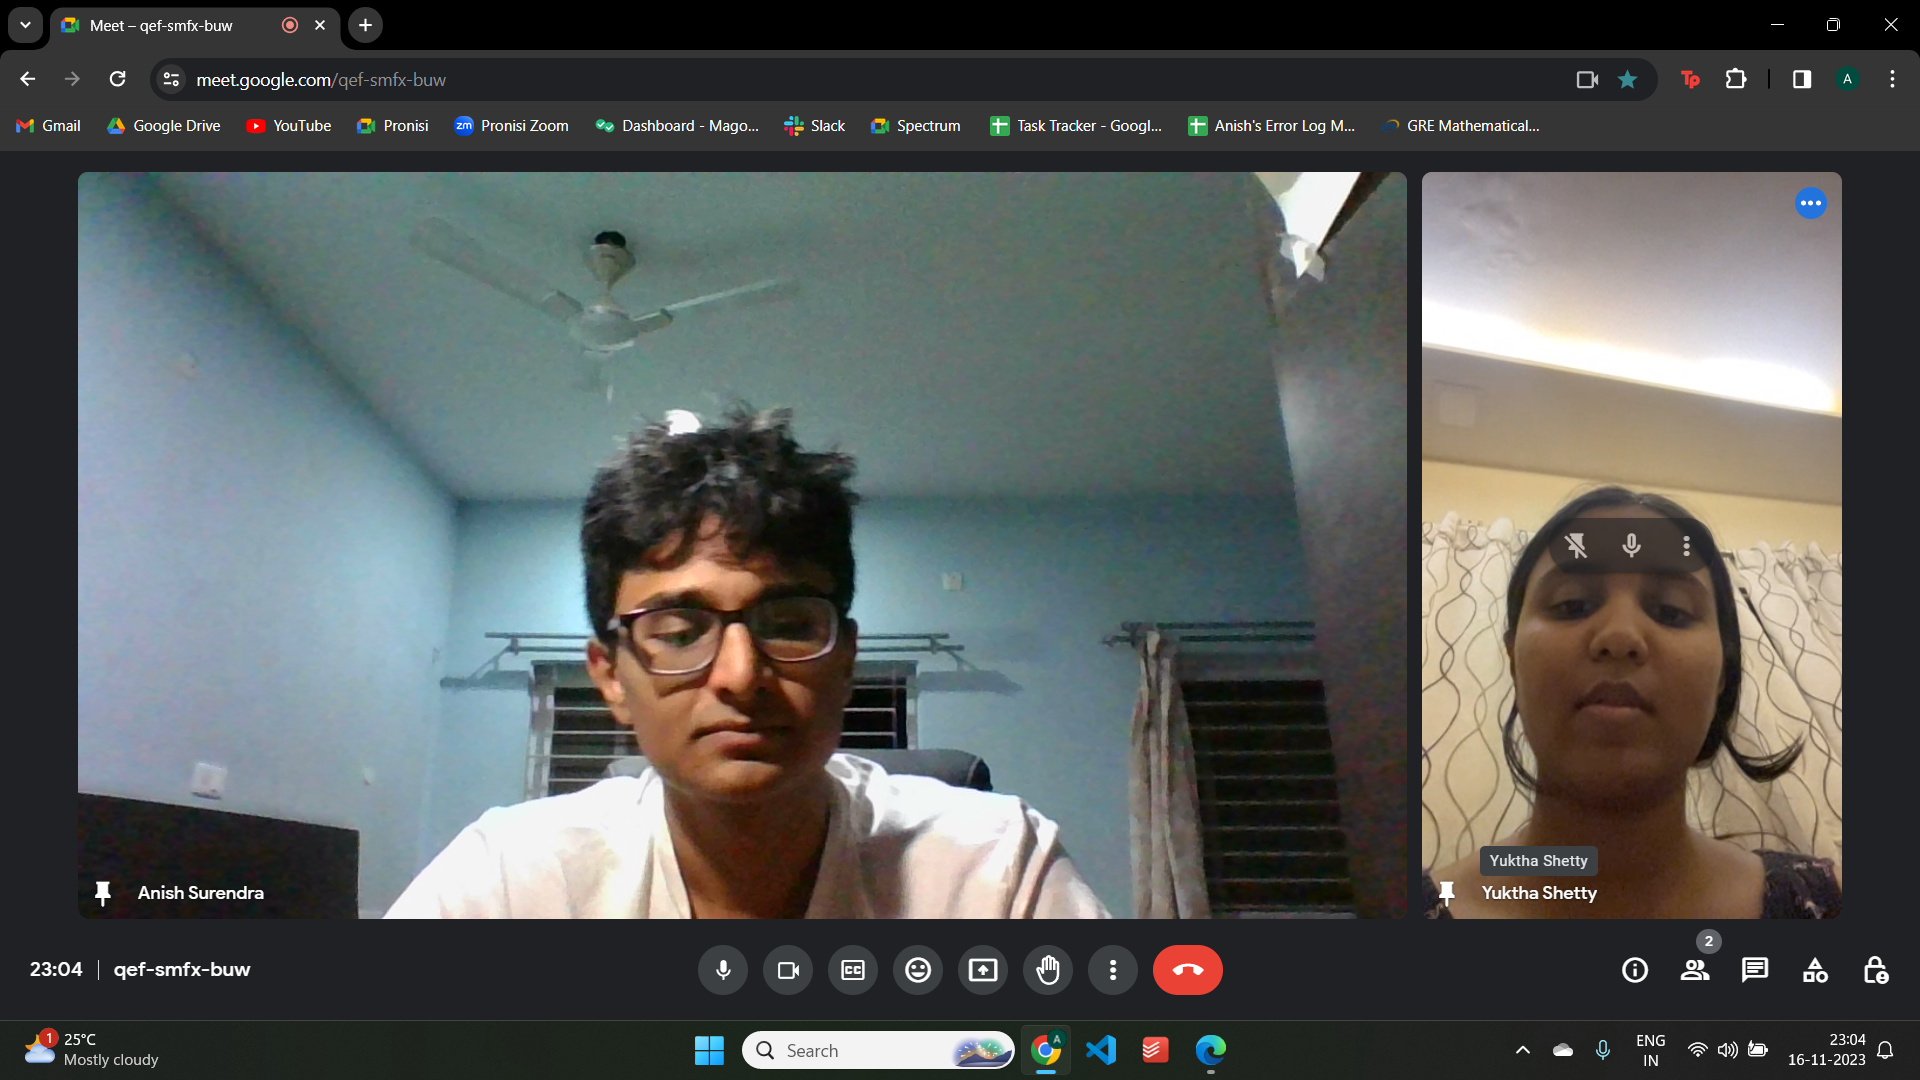 Meet – qef-smfx-buw
meet.google.com/qef-smfx-buw
A
Gmail
Google Drive
YouTube
Pronisi
zm
Pronisi Zoom
Dashboard - Mago...
Slack
Spectrum
Task Tracker - Googl...
Anish's Error Log M...
GRE Mathematical...
Yuktha Shetty
Anish Surendra
Yuktha Shetty
23:04
qef-smfx-buw
CC
2
1
25°C
Mostly cloudy
Search
A
ENG
IN
23:04
16-11-2023